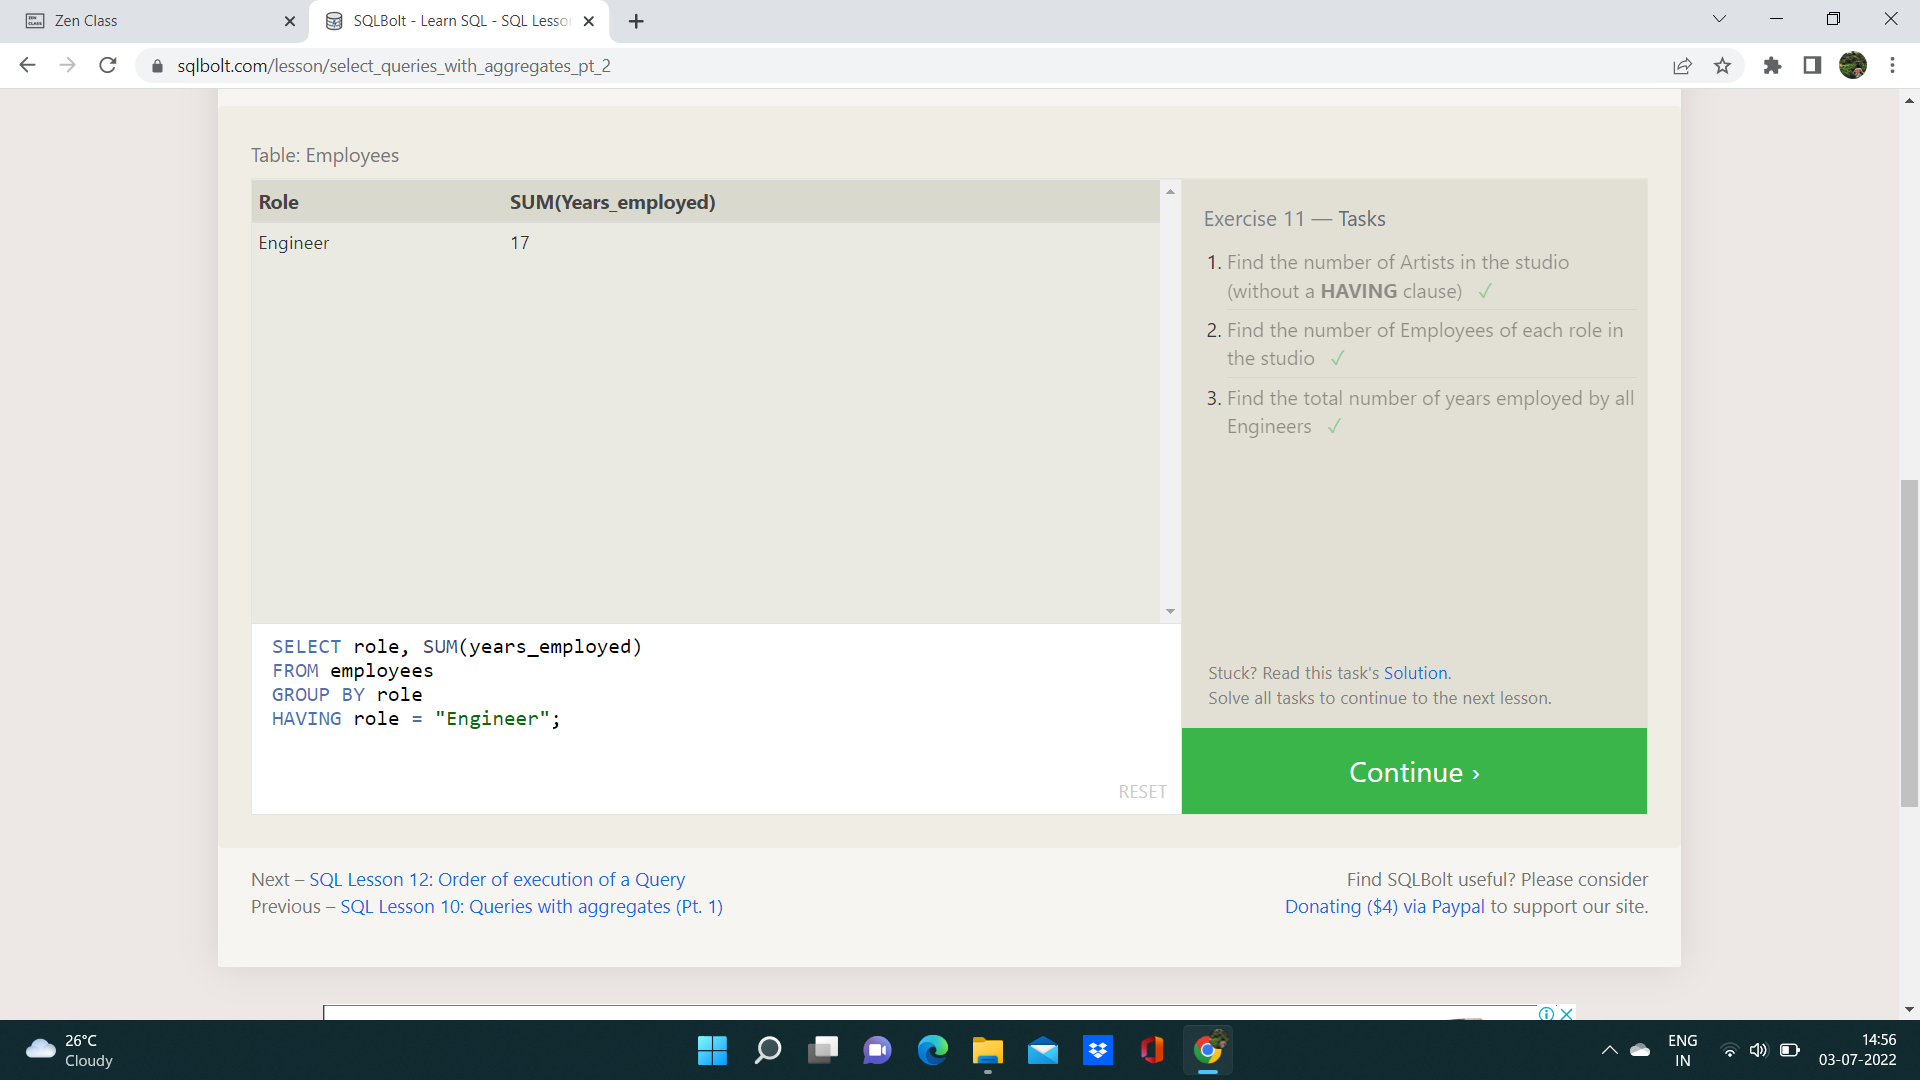 Zen Class
SQLBolt - Learn SQL - SQL Lesso
sqlbolt.com/lesson/select_queries_with_aggregates_pt_2
Table: Employees
Role SUM(Years_employed)
Engineer 17
Exercise 11 — Tasks
1. Find the number of Artists in the studio
(without a HAVING clause) ✓
2. Find the number of Employees of each role in
the studio ✓
3. Find the total number of years employed by all
Engineers ✓
SELECT role, SUM(years_employed)
FROM employees
GROUP BY role
HAVING role = "Engineer";
RESET
Stuck? Read this task's Solution.
Solve all tasks to continue to the next lesson.
Continue ›
Next – SQL Lesson 12: Order of execution of a Query
Previous – SQL Lesson 10: Queries with aggregates (Pt. 1)
Find SQLBolt useful? Please consider
Donating ($4) via Paypal to support our site.
26°C
Cloudy
ENG
IN
14:56
03-07-2022